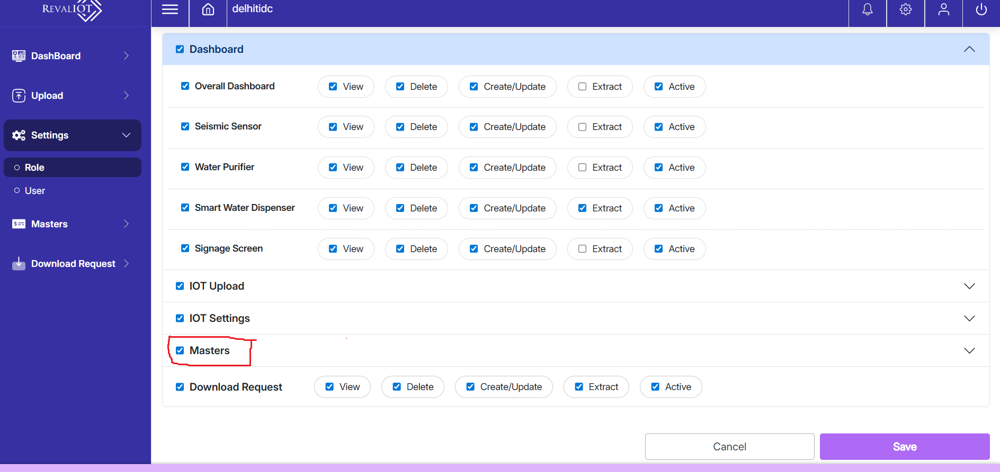 REVALIOT
delhitidc
DashBoard
Upload
Settings
Role
User
Masters
Download Request
Dashboard
Overall Dashboard View Delete Create/Update Extract Active
Seismic Sensor View Delete Create/Update Extract Active
Water Purifier View Delete Create/Update Extract Active
Smart Water Dispenser View Delete Create/Update Extract Active
Signage Screen View Delete Create/Update Extract Active
IOT Upload
IOT Settings
Masters
Download Request View Delete Create/Update Extract Active
Cancel Save